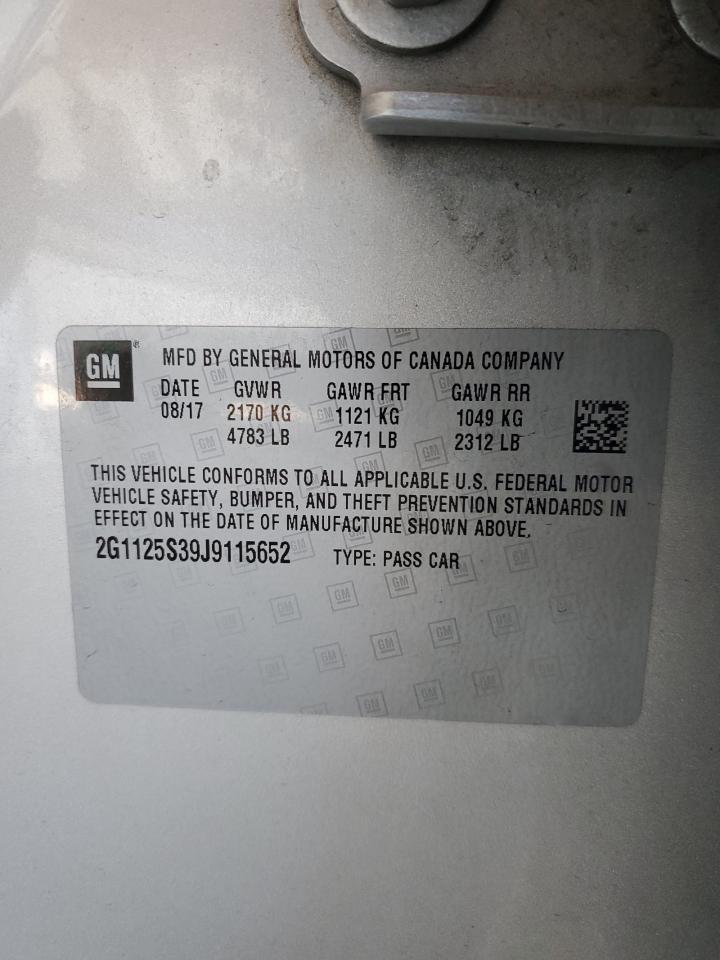 GM ® MFD BY GENERAL MOTORS OF CANADA COMPANY
DATE GVWR GAWR FRT GAWR RR
08/17 2170 KG 1121 KG 1049 KG
4783 LB 2471 LB 2312 LB
THIS VEHICLE CONFORMS TO ALL APPLICABLE U.S. FEDERAL MOTOR
VEHICLE SAFETY, BUMPER, AND THEFT PREVENTION STANDARDS IN
EFFECT ON THE DATE OF MANUFACTURE SHOWN ABOVE.
2G1125S39J9115652 TYPE: PASS CAR